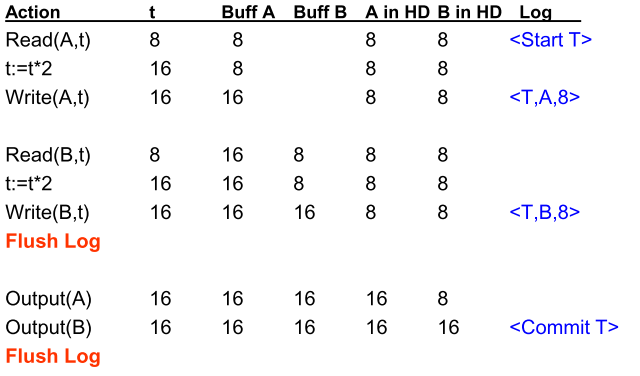 Action t Buff A Buff B A in HD B in HD Log
Read(A,t) 8 8 8 8 <Start T>
t:=t*2 16 8 8 8
Write(A,t) 16 16 8 8 <T,A,8>
Read(B,t) 8 16 8 8 8
t:=t*2 16 16 8 8 8
Write(B,t) 16 16 16 8 8 <T,B,8>
Flush Log
Output(A) 16 16 16 16 8
Output(B) 16 16 16 16 16 <Commit T>
Flush Log